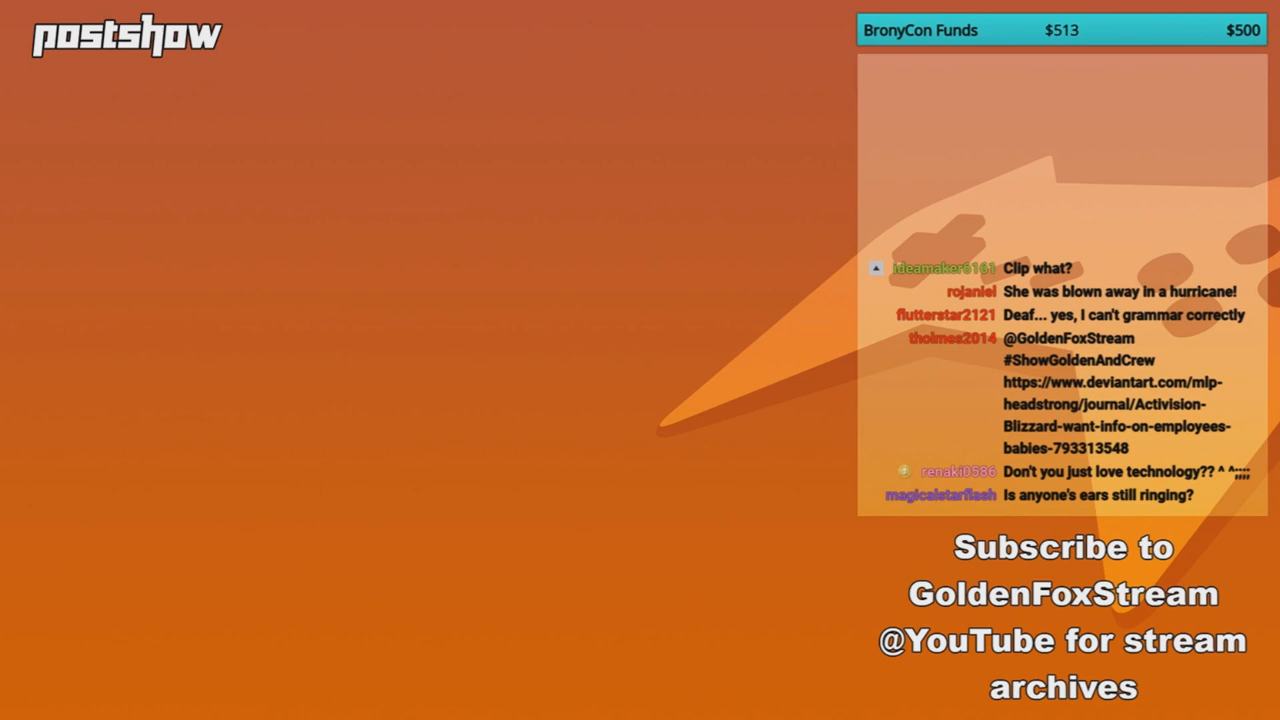 postshow
BronyCon Funds $513 $500
ideamaker6161 Clip what?
rojaniel She was blown away in a hurricane!
flutterstar2121 Deaf... yes, I can't grammar correctly
tholmes2014 @GoldenFoxStream
#ShowGoldenAndCrew
https://www.deviantart.com/mlp-
headstrong/journal/Activision-
Blizzard-want-info-on-employees-
babies-793313548
renaki0586 Don't you just love technology?? ^ ^;;;;
magicalstarflash Is anyone's ears still ringing?
Subscribe to
GoldenFoxStream
@YouTube for stream
archives